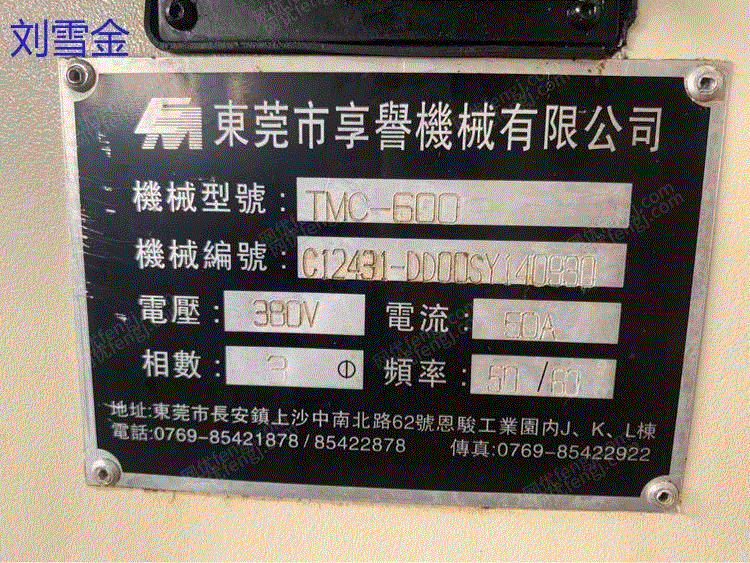 刘雪金
東莞市享譽機械有限公司
機械型號: TMC-600
機械編號: C12431-DD00SY140830
電壓: 380V 電流: 60A
相數: 3 Φ 頻率: 50/60
地址:東莞市長安鎮上沙中南北路62號恩駿工業園內J、K、L棟
電話:0769-85421878/85422878 傳真:0769-85422922